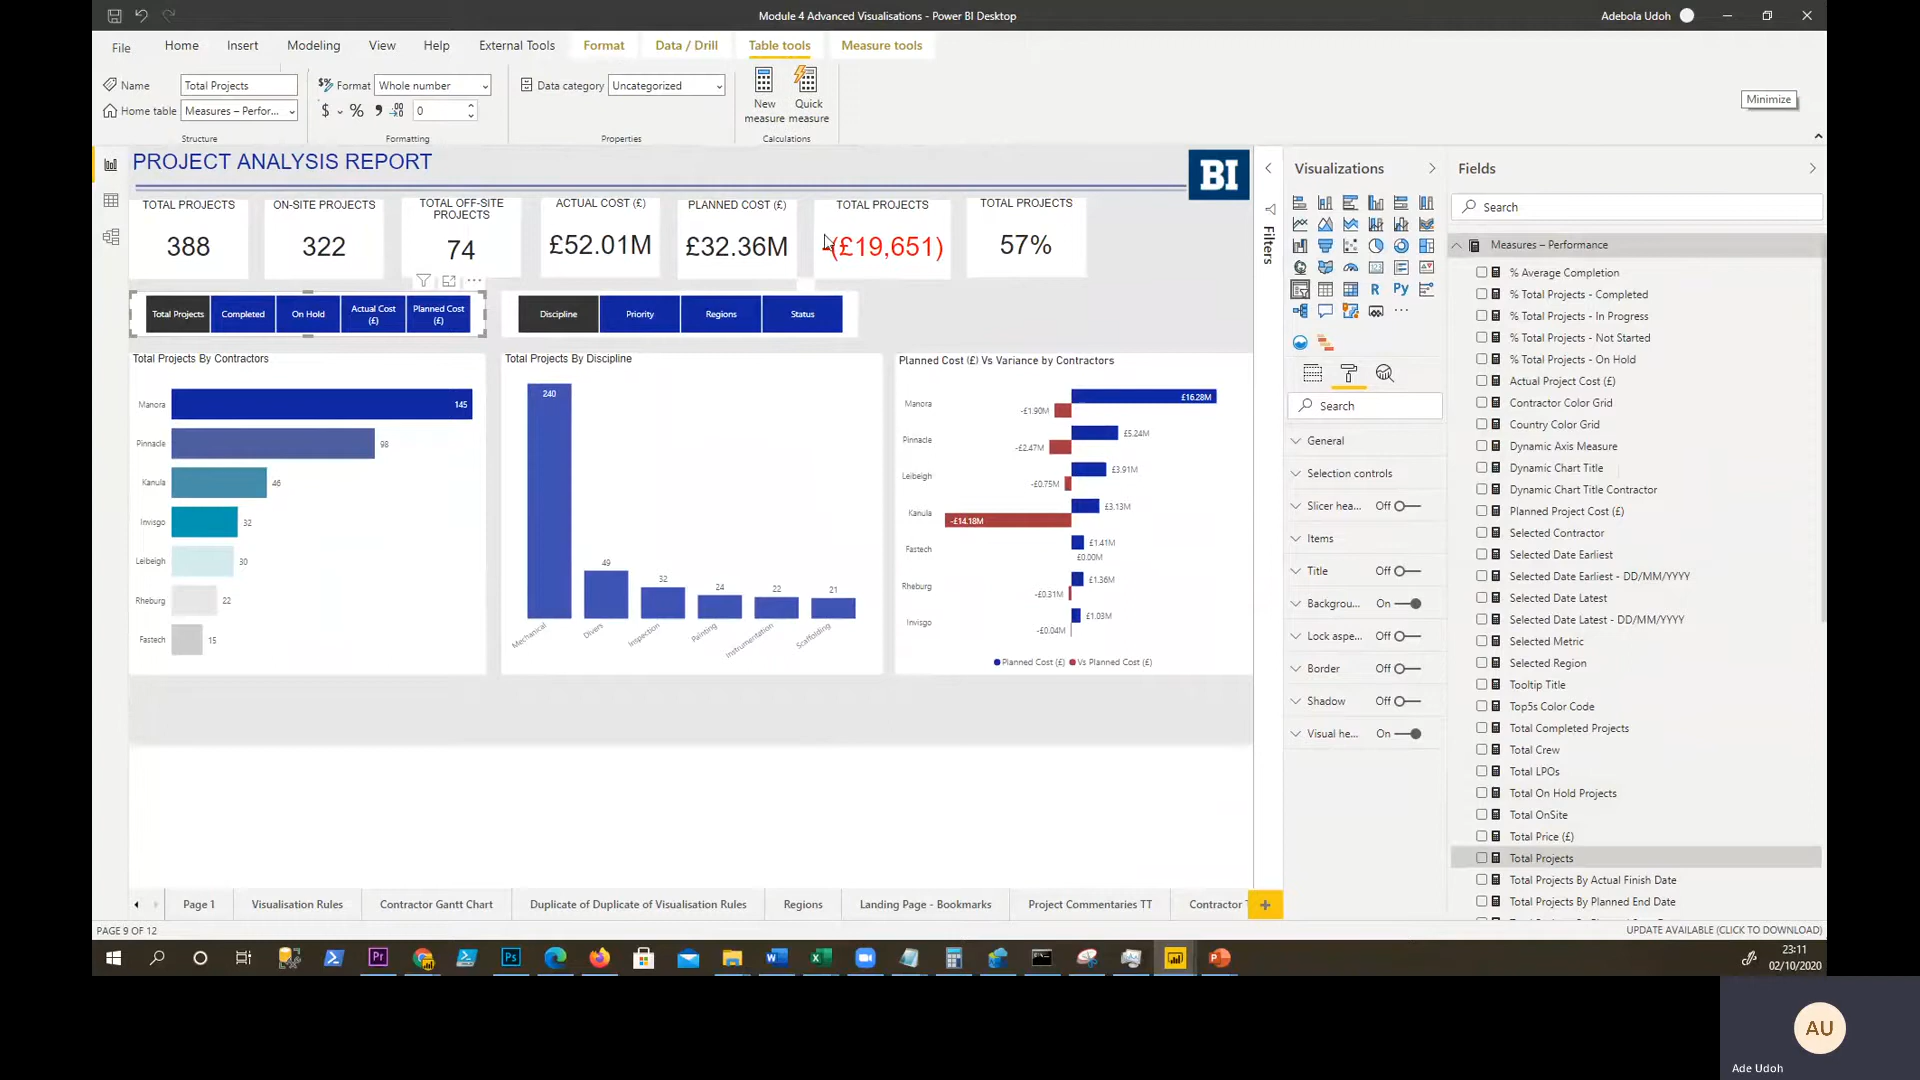 Module 4 Advanced Visualisations - Power BI Desktop
Adebola Udoh
File Home Insert Modeling View Help External Tools Format Data / Drill Table tools Measure tools
Name Total Projects
Home table Measures – Perfor...
Structure
Format Whole number
$ % 9 .00 0
Formatting
Data category Uncategorized
Properties
New measure
Quick measure
Calculations
Minimize
PROJECT ANALYSIS REPORT
BI
TOTAL PROJECTS
388
ON-SITE PROJECTS
322
TOTAL OFF-SITE
PROJECTS
74
ACTUAL COST (£)
£52.01M
PLANNED COST (£)
£32.36M
TOTAL PROJECTS
(£19,651)
TOTAL PROJECTS
57%
Total Projects Completed On Hold Actual Cost (£) Planned Cost (£)
Discipline Priority Regions Status
Total Projects By Contractors
Manora 145
Pinnacle 98
Kanula 46
Invisgo 32
Leibeigh 30
Rheburg 22
Fastech 15
Total Projects By Discipline
240 49 32 24 22 21
Mechanical Divers Inspection Painting Instrumentation Scaffolding
Planned Cost (£) Vs Variance by Contractors
Manora £16.28M -£1.90M
Pinnacle £5.24M -£2.47M
Leibeigh £3.91M -£0.75M
Kanula £3.13M -£14.18M
Fastech £1.41M £0.00M
Rheburg £1.36M -£0.31M
Invisgo £1.03M -£0.04M
Planned Cost (£) Vs Planned Cost (£)
Filters
Visualizations
R Py
Search
General
Selection controls
Slicer hea... Off
Items
Title Off
Backgrou... On
Lock aspe... Off
Border Off
Shadow Off
Visual he... On
Fields
Search
Measures – Performance
% Average Completion
% Total Projects - Completed
% Total Projects - In Progress
% Total Projects - Not Started
% Total Projects - On Hold
Actual Project Cost (£)
Contractor Color Grid
Country Color Grid
Dynamic Axis Measure
Dynamic Chart Title
Dynamic Chart Title Contractor
Planned Project Cost (£)
Selected Contractor
Selected Date Earliest
Selected Date Earliest - DD/MM/YYYY
Selected Date Latest
Selected Date Latest - DD/MM/YYYY
Selected Metric
Selected Region
Tooltip Title
Top5s Color Code
Total Completed Projects
Total Crew
Total LPOs
Total On Hold Projects
Total OnSite
Total Price (£)
Total Projects
Total Projects By Actual Finish Date
Total Projects By Planned End Date
Page 1 Visualisation Rules Contractor Gantt Chart Duplicate of Duplicate of Visualisation Rules Regions Landing Page - Bookmarks Project Commentaries TT Contractor T
PAGE 9 OF 12
UPDATE AVAILABLE (CLICK TO DOWNLOAD)
Pr Ps
23:11
02/10/2020
AU
Ade Udoh